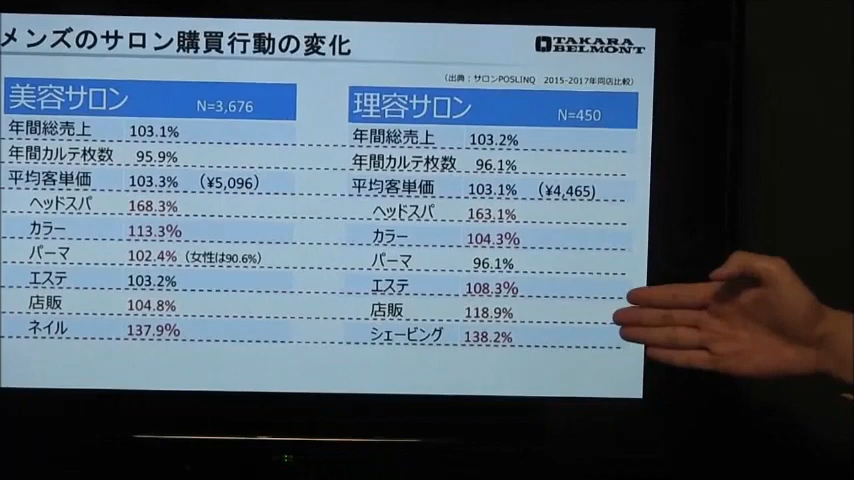 メンズのサロン購買行動の変化
TAKARA
BELMONT
(出典:サロンPOSLINQ 2015-2017年同店比較)
美容サロン N=3,676
年間総売上 103.1%
年間カルテ枚数 95.9%
平均客単価 103.3% (¥5,096)
ヘッドスパ 168.3%
カラー 113.3%
パーマ 102.4% (女性は90.6%)
エステ 103.2%
店販 104.8%
ネイル 137.9%
理容サロン N=450
年間総売上 103.2%
年間カルテ枚数 96.1%
平均客単価 103.1% (¥4,465)
ヘッドスパ 163.1%
カラー 104.3%
パーマ 96.1%
エステ 108.3%
店販 118.9%
シェービング 138.2%